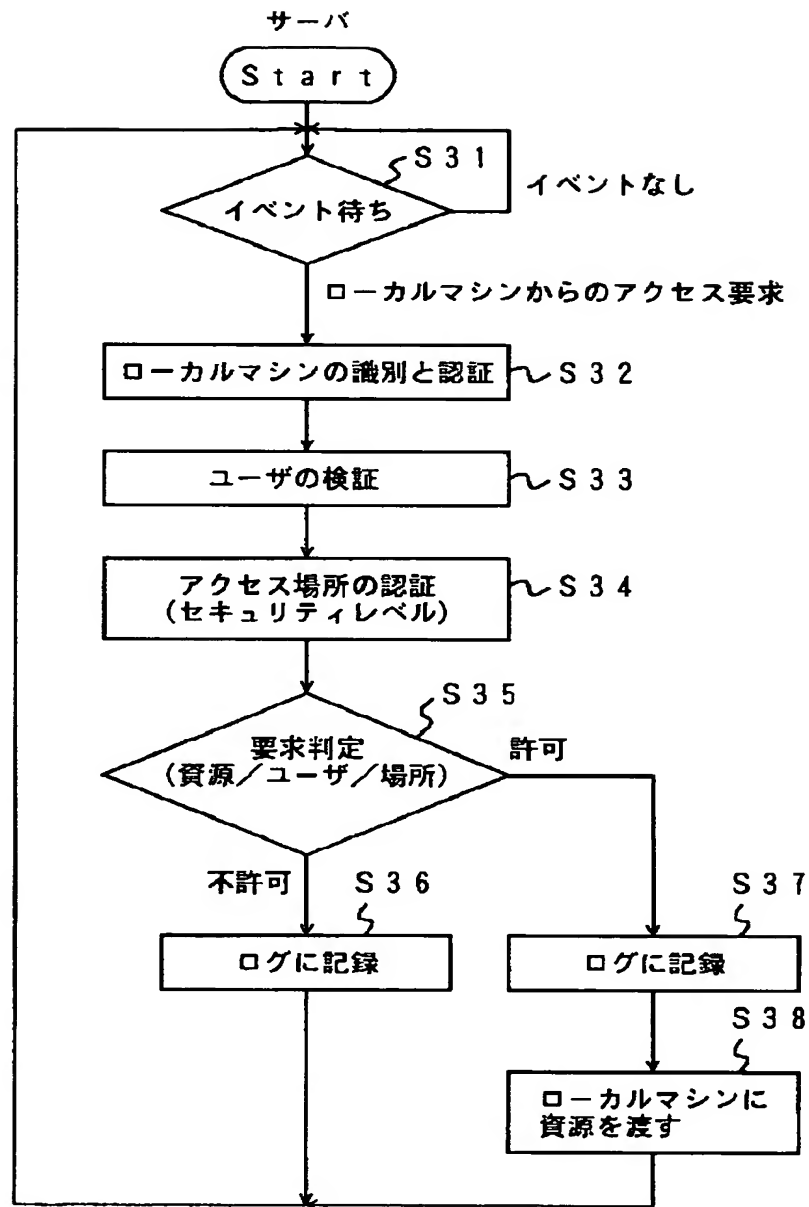 サーバ
Start
S31
イベント待ち
イベントなし
ローカルマシンからのアクセス要求
ローカルマシンの識別と認証
S32
ユーザの検証
S33
アクセス場所の認証
(セキュリティレベル)
S34
S35
要求判定
(資源/ユーザ/場所)
許可
不許可
S36
S37
ログに記録
ログに記録
S38
ローカルマシンに
資源を渡す